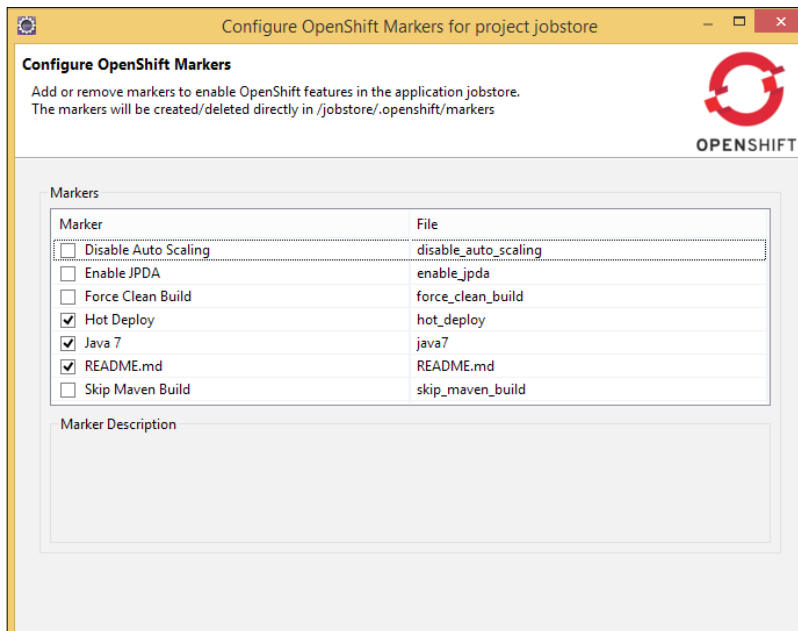 Configure OpenShift Markers for project jobstore
Configure OpenShift Markers
Add or remove markers to enable OpenShift features in the application jobstore.
The markers will be created/deleted directly in /jobstore/.openshift/markers
OPENSHIFT
Markers
Marker File
Disable Auto Scaling disable_auto_scaling
Enable JPDA enable_jpda
Force Clean Build force_clean_build
Hot Deploy hot_deploy
Java 7 java7
README.md README.md
Skip Maven Build skip_maven_build
Marker Description